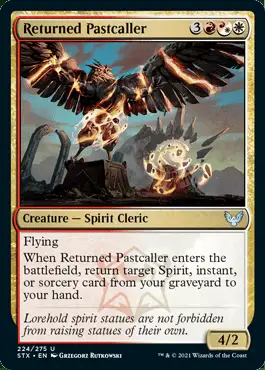 Returned Pastcaller 3
Creature — Spirit Cleric
Flying
When Returned Pastcaller enters the
battlefield, return target Spirit, instant,
or sorcery card from your graveyard to
your hand.
Lorehold spirit statues are not forbidden
from raising statues of their own.
4/2
224/275 U
STX • EN GRZEGORZ RUTKOWSKI
™ & © 2021 Wizards of the Coast